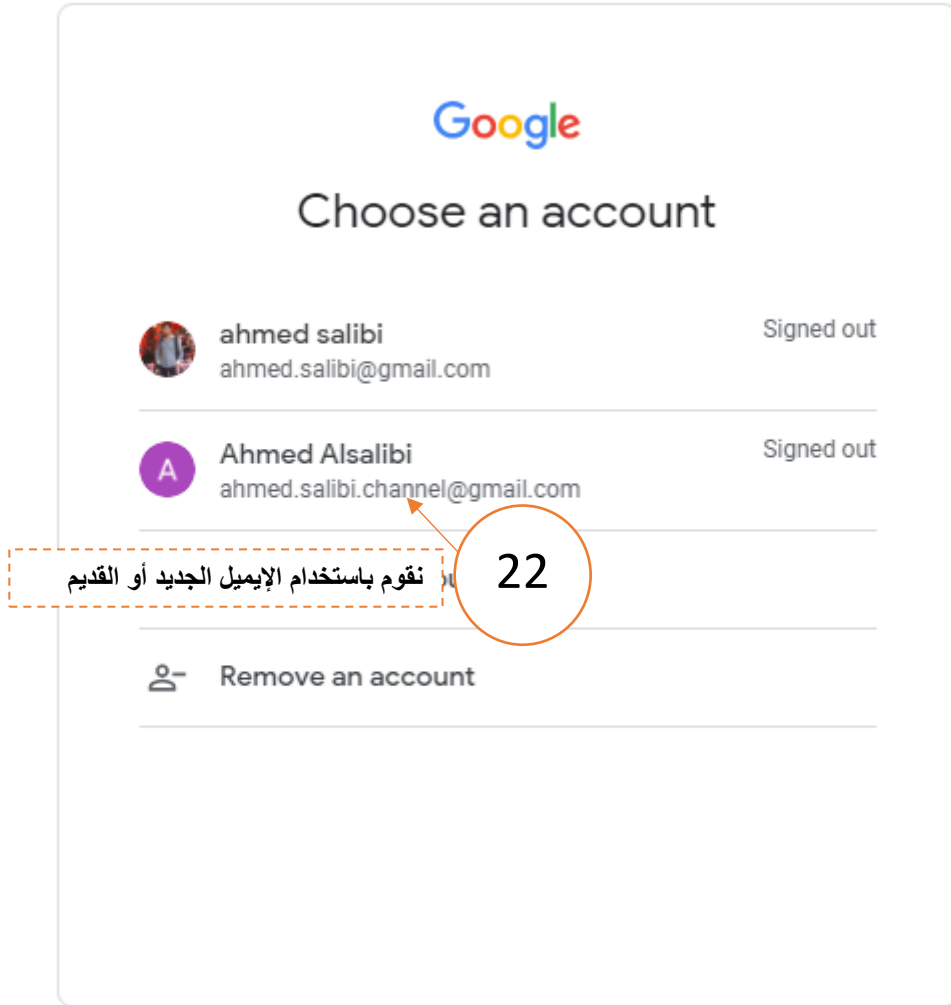 Google
Choose an account
ahmed salibi
Signed out
ahmed.salibi@gmail.com
Ahmed Alsalibi
Signed out
A
ahmed.salibi.channel@gmail.com
22
نقوم باستخدام الإيميل الجديد أو القديم
Remove an account